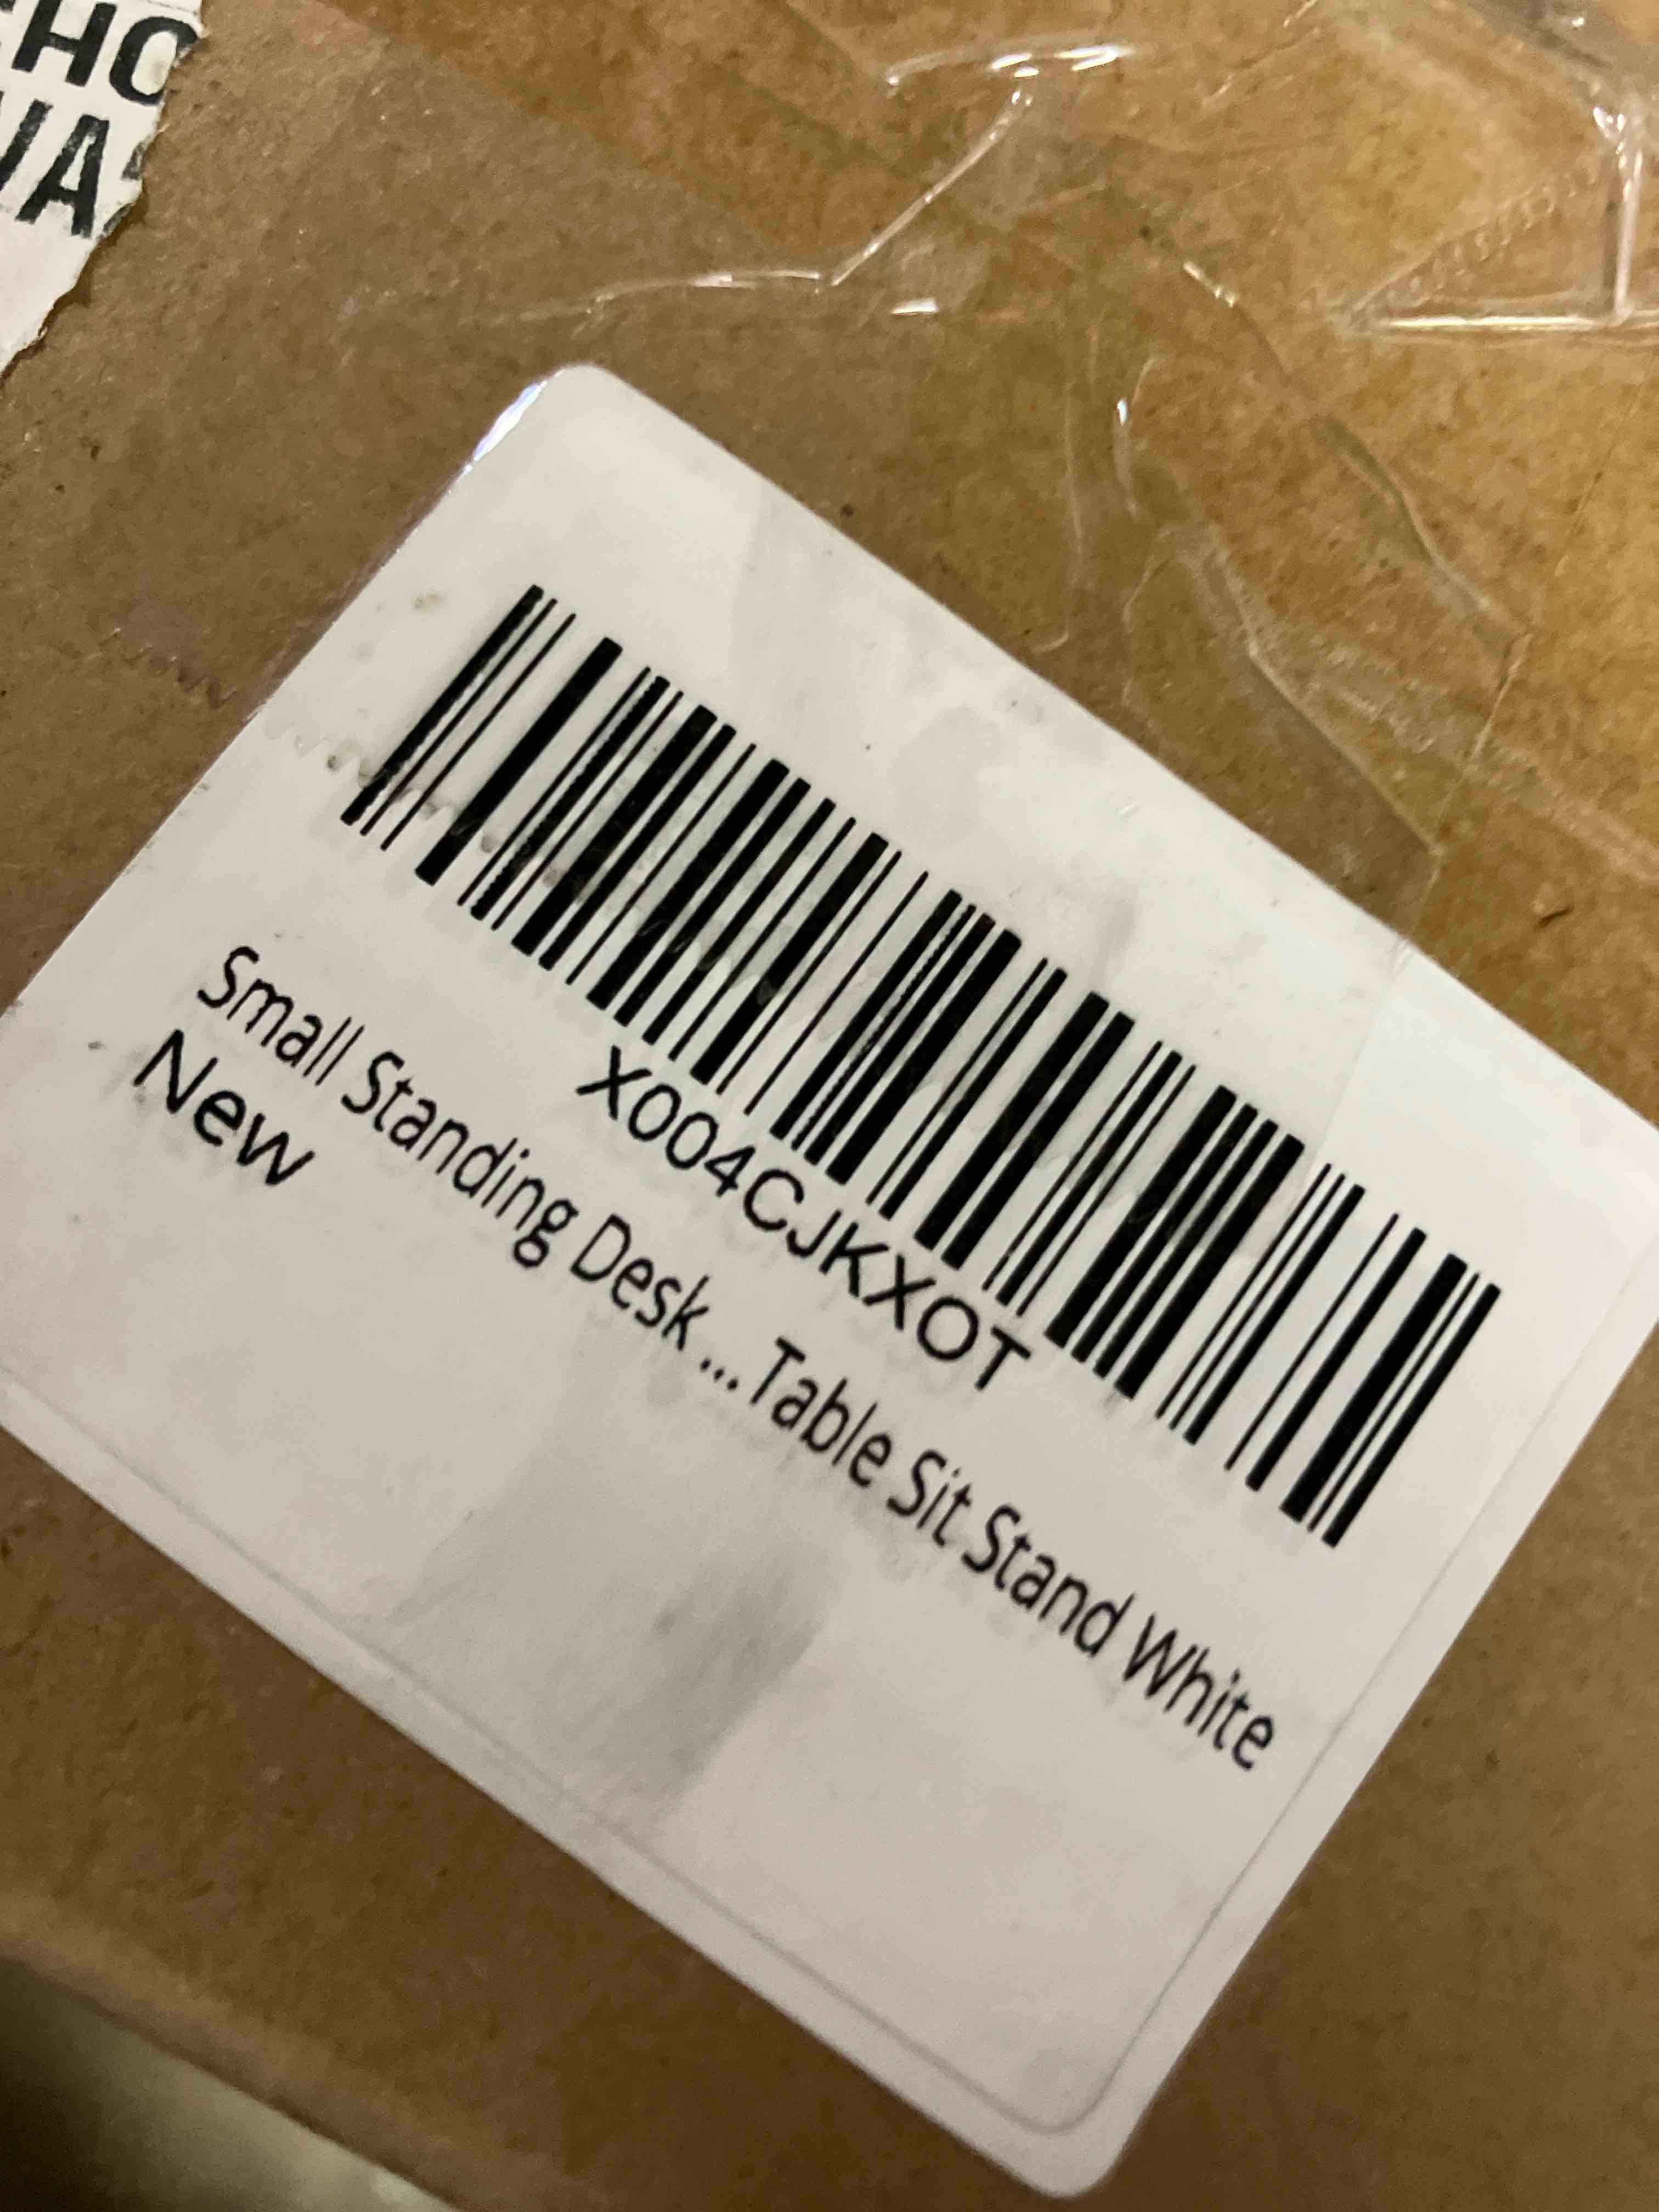 X004CJKXOT
Small Standing Desk ... Table Sit Stand White
New